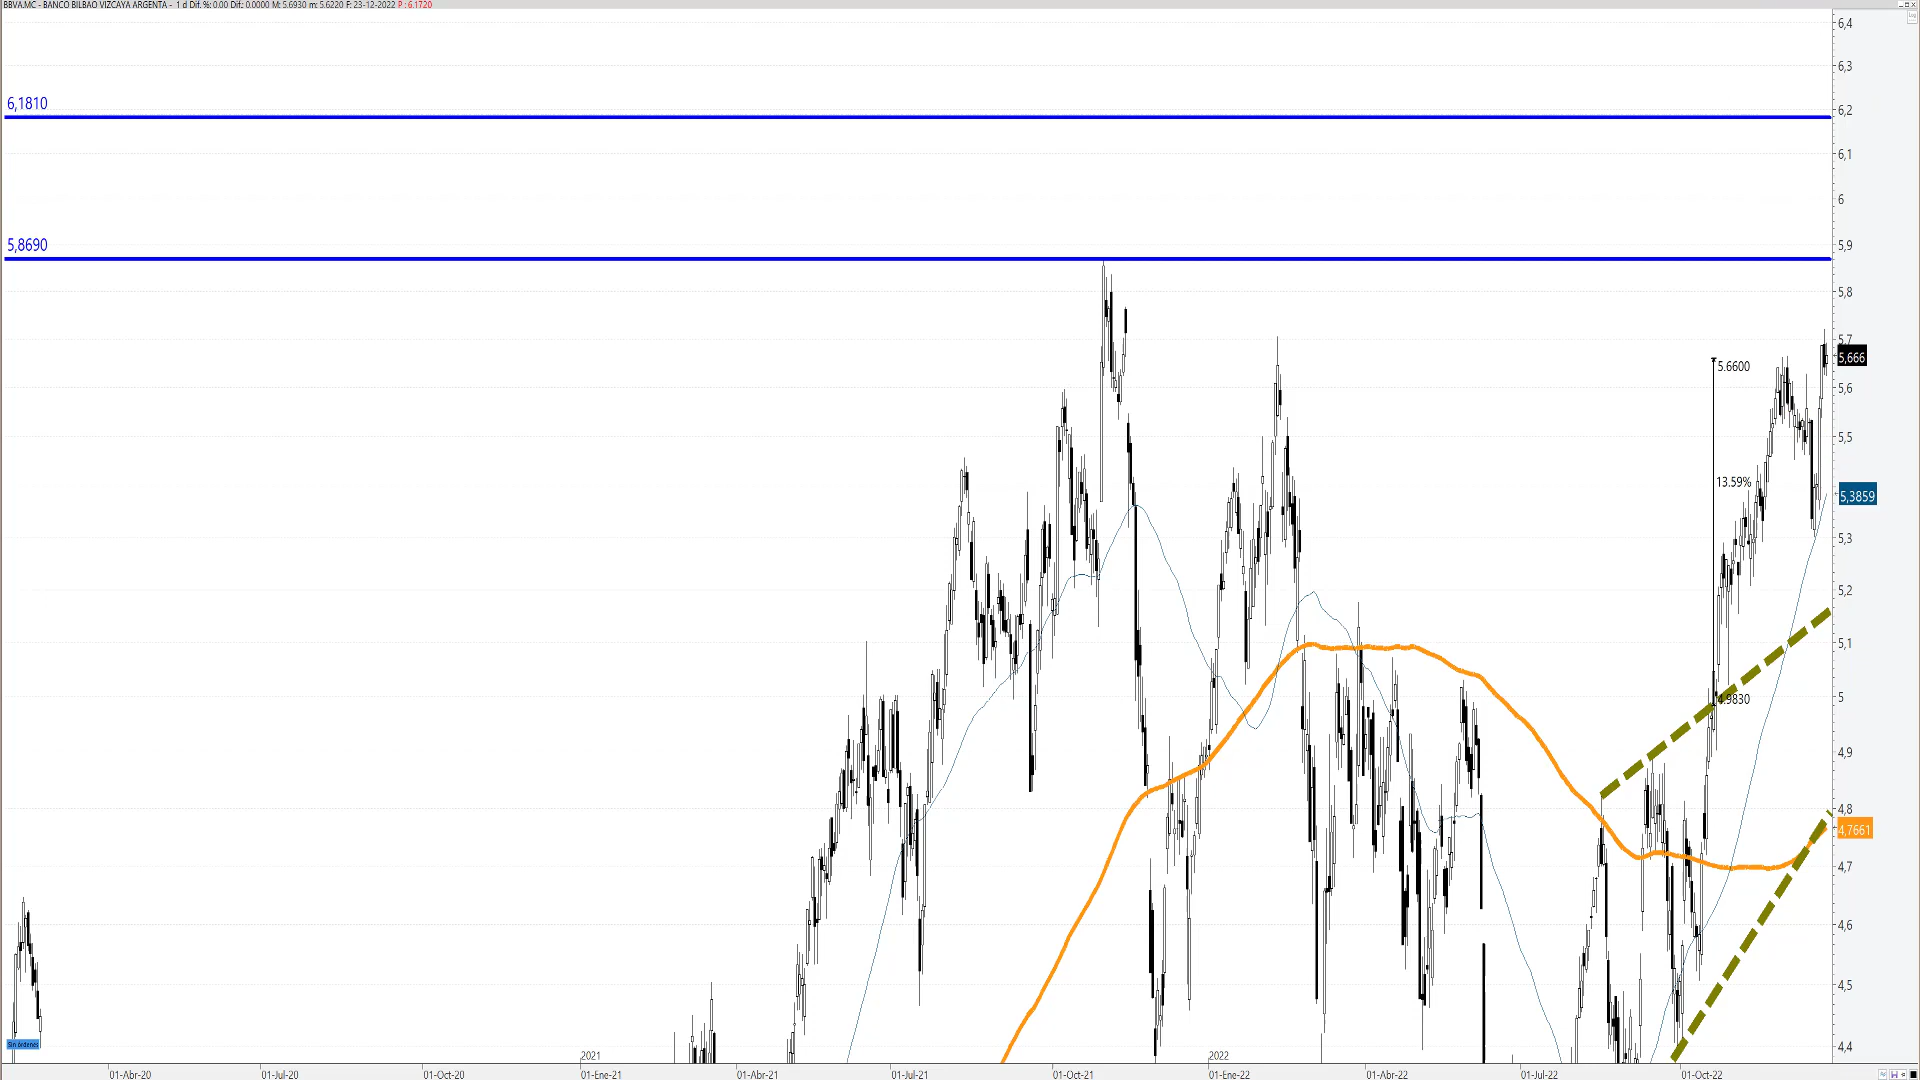 BBVA.MC - BANCO BILBAO VIZCAYA ARGENTA - 1 d Dif. %: 0.00 Dif.: 0.0000 M: 5.6930 m: 5.6220 F: 23-12-2022 P : 6.1720
6,1810
5,8690
6,4
6,3
6,2
6,1
6
5,9
5,8
5,7
5,666
5,6
5,5
5,3859
5,3
5,2
5,1
5
4,9
4,8
4,7661
4,7
4,6
4,5
4,4
5.6600
13.59%
4.9830
Sin órdenes
2021
2022
01-Abr-20
01-Jul-20
01-Oct-20
01-Ene-21
01-Abr-21
01-Jul-21
01-Oct-21
01-Ene-22
01-Abr-22
01-Jul-22
01-Oct-22